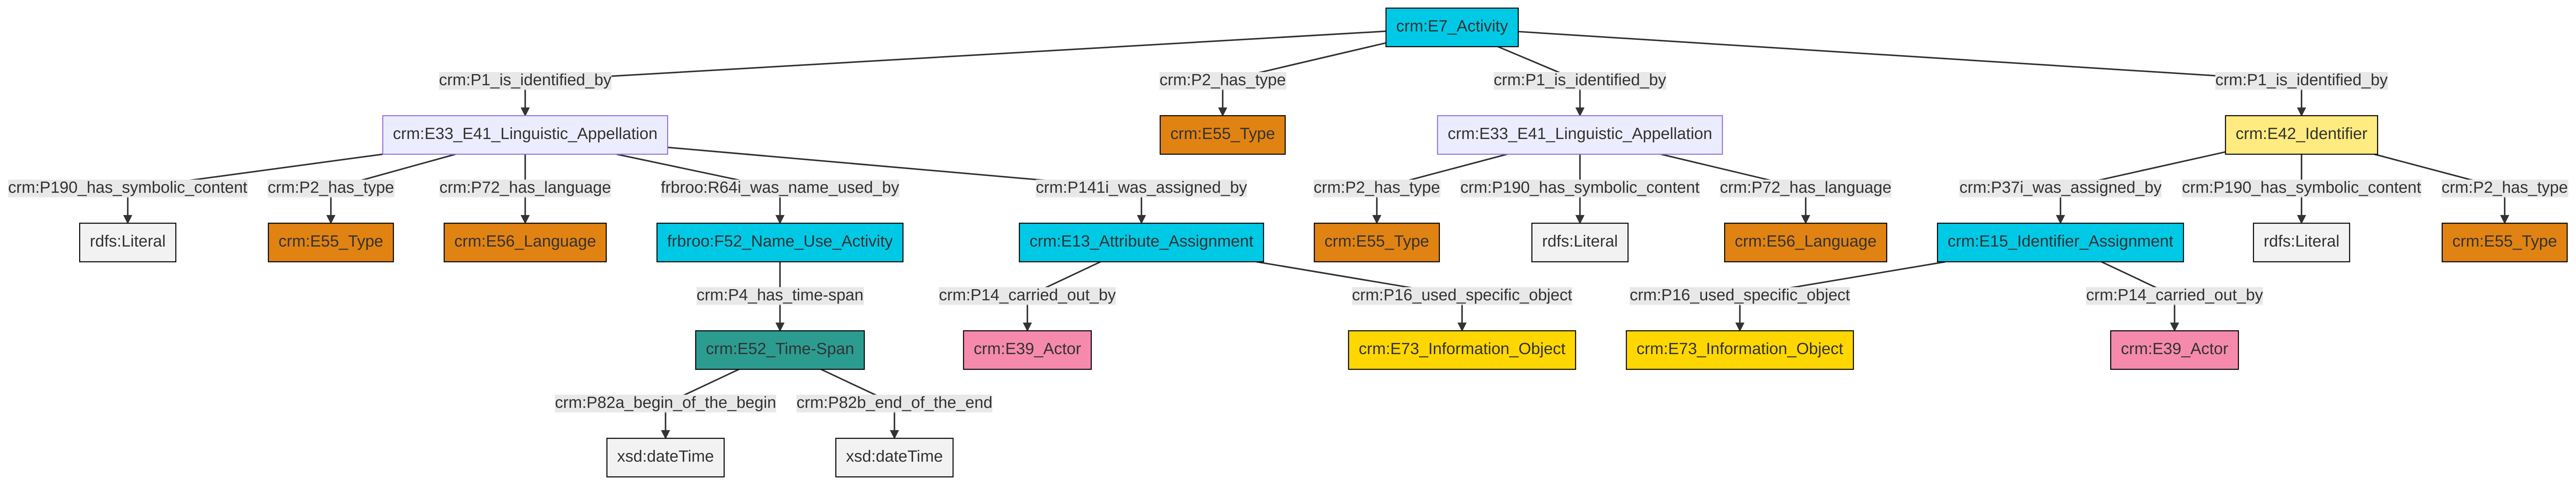 crm:E7_Activity
crm:P1_is_identified_by
crm:P2_has_type
crm:P1_is_identified_by
crm:P1_is_identified_by
crm:E33_E41_Linguistic_Appellation
crm:E55_Type
crm:E33_E41_Linguistic_Appellation
crm:E42_Identifier
crm:P190_has_symbolic_content
crm:P2_has_type
crm:P72_has_language
frbroo:R64i_was_name_used_by
crm:P141i_was_assigned_by
crm:P2_has_type
crm:P190_has_symbolic_content
crm:P72_has_language
crm:P37i_was_assigned_by
crm:P190_has_symbolic_content
crm:P2_has_type
rdfs:Literal
crm:E55_Type
crm:E56_Language
frbroo:F52_Name_Use_Activity
crm:E13_Attribute_Assignment
crm:E55_Type
rdfs:Literal
crm:E56_Language
crm:E15_Identifier_Assignment
rdfs:Literal
crm:E55_Type
crm:P4_has_time-span
crm:P14_carried_out_by
crm:P16_used_specific_object
crm:P16_used_specific_object
crm:P14_carried_out_by
crm:E52_Time-Span
crm:E39_Actor
crm:E73_Information_Object
crm:E73_Information_Object
crm:E39_Actor
crm:P82a_begin_of_the_begin
crm:P82b_end_of_the_end
xsd:dateTime
xsd:dateTime